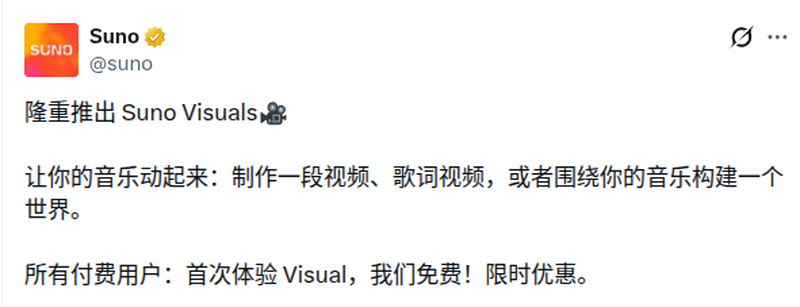 SUNO
Suno
@suno
隆重推出 Suno Visuals🎥
让你的音乐动起来：制作一段视频、歌词视频，或者围绕你的音乐构建一个
世界。
所有付费用户：首次体验 Visual，我们免费！限时优惠。